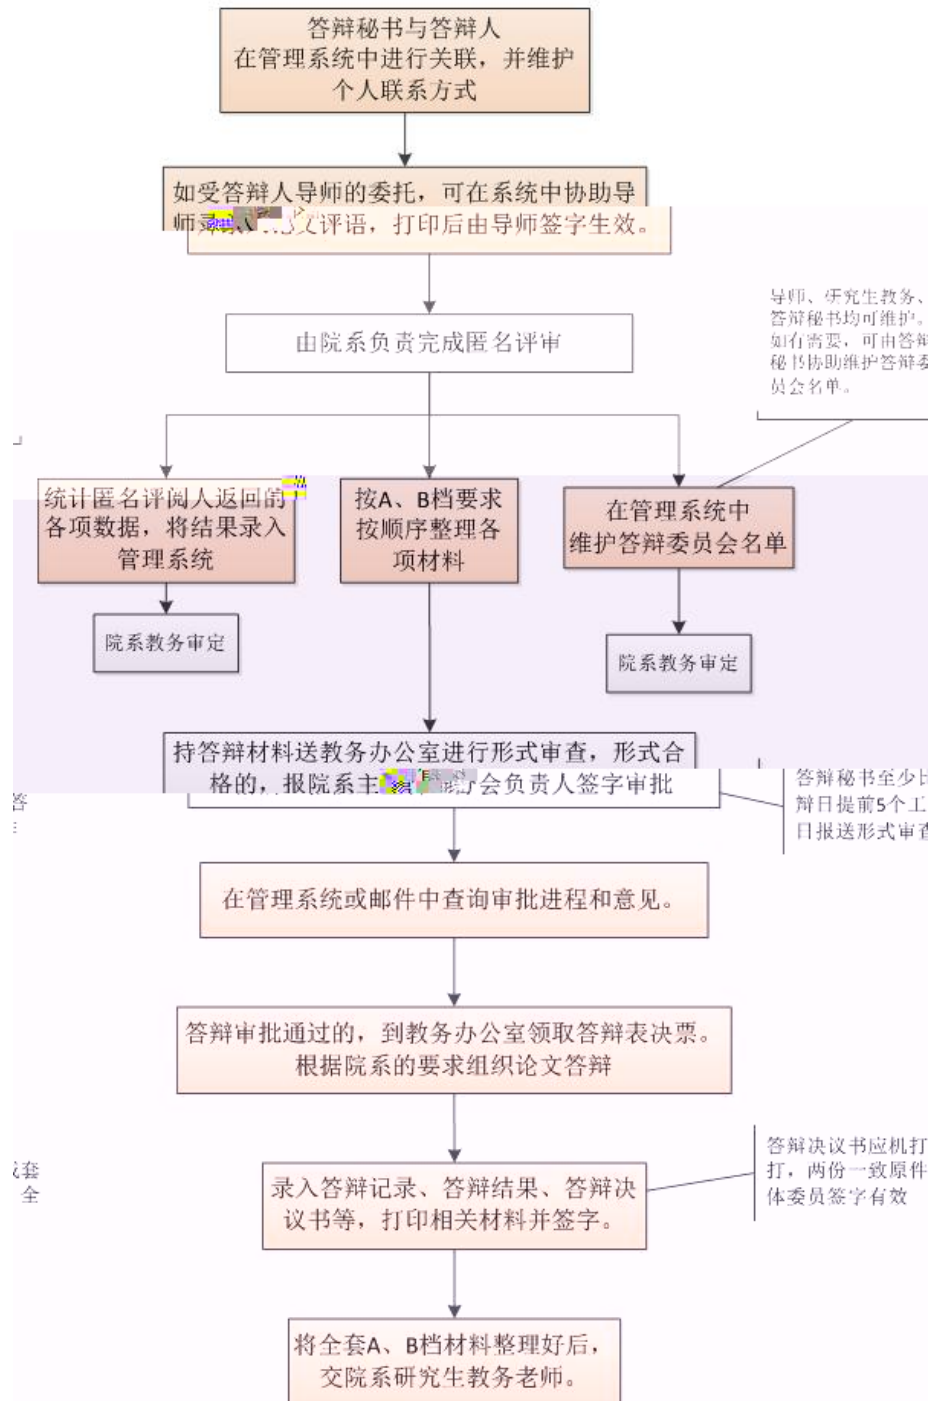 答辩秘书与答辩人
在管理系统中进行关联，并维护
个人联系方式
如受答辩人导师的委托，可在系统中协助导
师
文评语，打印后由导师签字生效。
由院系负责完成匿名评审
导师、研究生教务、
答辩秘书均可维护。
如有需要，可由答辩
秘书协助维护答辩委
员会名单。
统计匿名评阅人返回的
各项数据，将结果录入
管理系统
按A、B档要求
按顺序整理各
项材料
在管理系统中
维护答辩委员会名单
院系教务审定
院系教务审定
持答辩材料送教务办公室进行形式审查，形式合
格的，报院系主
会负责人签字审批
答辩秘书至少比
辩日提前5个工
日报送形式审查
答
在管理系统或邮件中查询审批进程和意见。
答辩审批通过的，到教务办公室领取答辩表决票。
根据院系的要求组织论文答辩
录入答辩记录、答辩结果、答辩决
议书等，打印相关材料并签字。
答辩决议书应机打
打，两份一致原件
体委员签字有效
套
全
将全套A、B档材料整理好后，
交院系研究生教务老师。